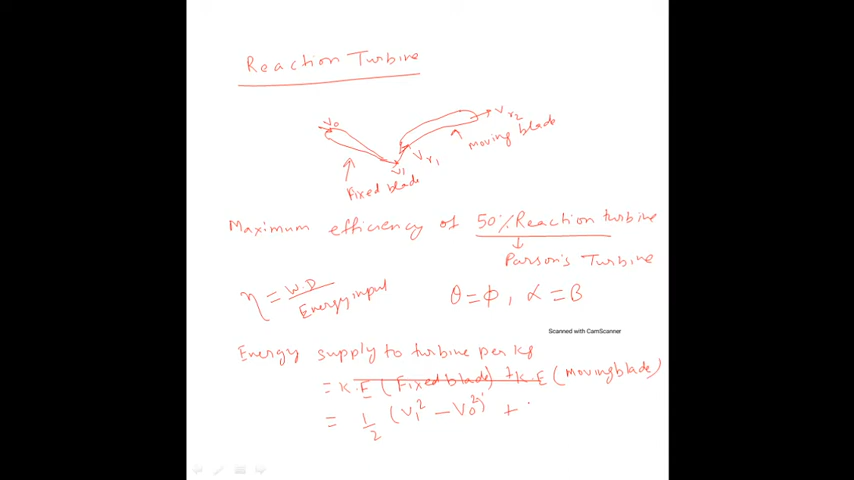 Reaction Turbine
V0
Vr2
moving blade
Vr1
V1
Fixed blade
Maximum efficiency of 50% Reaction turbine
Parson's Turbine
η = W.D / Energy input
θ = φ, α = β
Scanned with CamScanner
Energy supply to turbine per kg
= K.E (Fixed blade) + K.E (moving blade)
= 1/2 (V1² - V0²) +